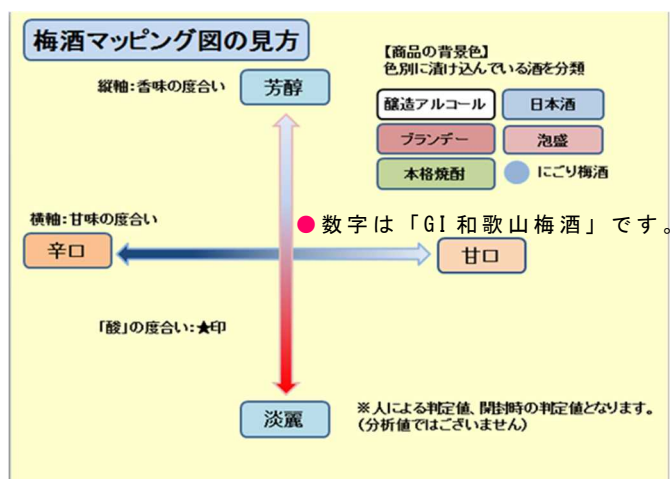 梅酒マッピング図の見方
【商品の背景色】
色別に漬け込んでいる酒を分類
縦軸:香味の度合い
芳醇
醸造アルコール
日本酒
ブランデー
泡盛
本格焼酎
にごり梅酒
横軸:甘味の度合い
●数字は「GI和歌山梅酒」です。
辛口
甘口
「酸」の度合い:★印
淡麗
※人による判定値、開封時の判定値となります。
(分析値ではございません)